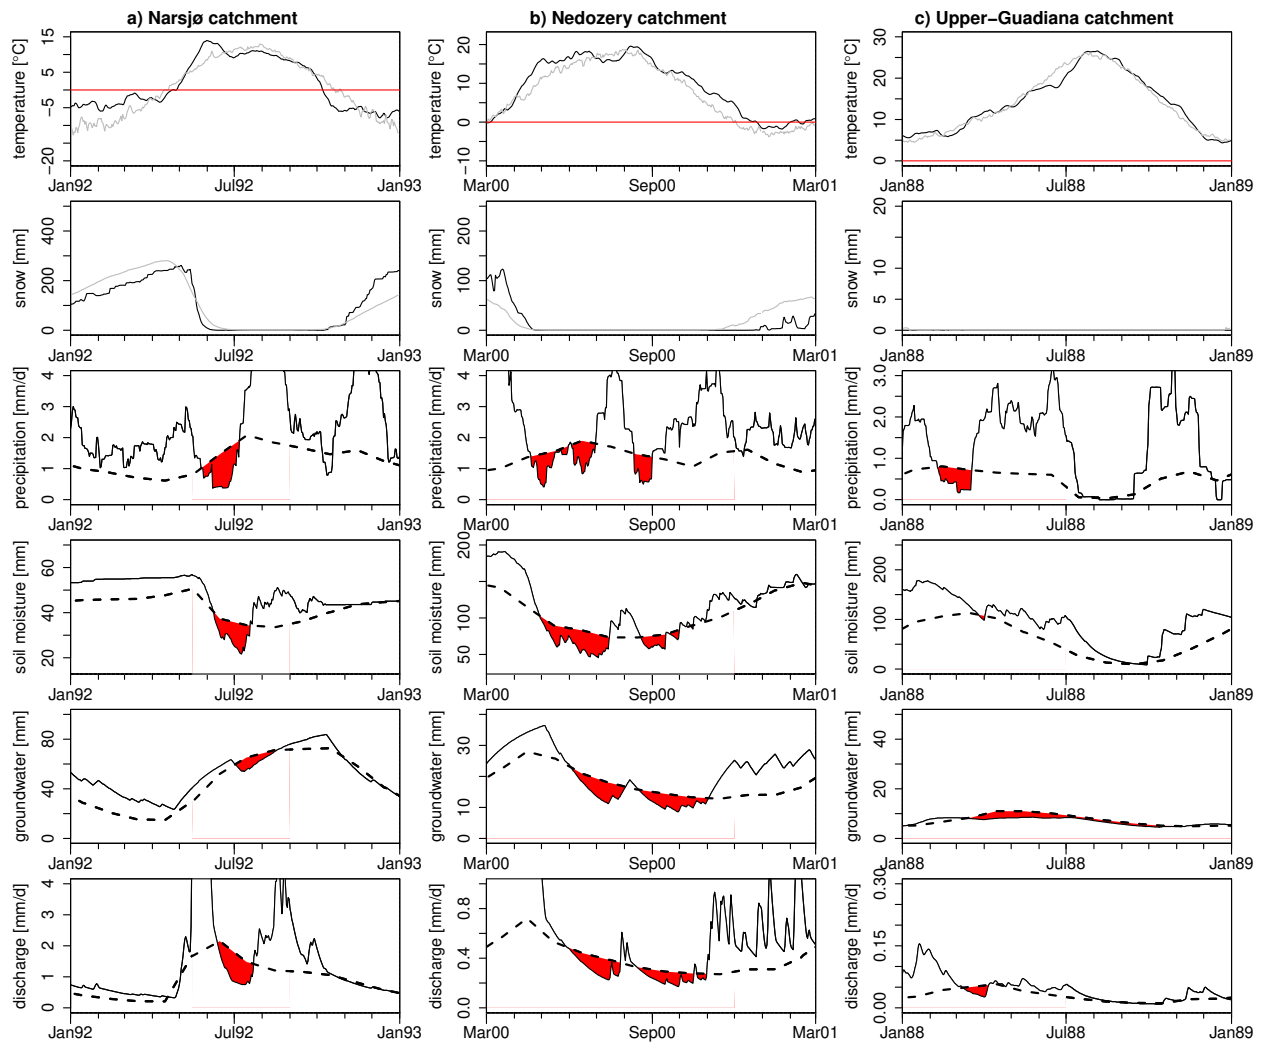 a) Narsjø catchment
b) Nedozery catchment
c) Upper−Guadiana catchment
temperature [°C]
15
5
−5
−20
Jan92
Jul92
Jan93
temperature [°C]
20
10
0
−10
Mar00
Sep00
Mar01
temperature [°C]
30
20
10
0
Jan88
Jul88
Jan89
snow [mm]
400
200
0
Jan92
Jul92
Jan93
snow [mm]
200
100
0
Mar00
Sep00
Mar01
snow [mm]
20
10
5
0
Jan88
Jul88
Jan89
precipitation [mm/d]
4
3
2
1
0
Jan92
Jul92
Jan93
precipitation [mm/d]
4
3
2
1
0
Mar00
Sep00
Mar01
precipitation [mm/d]
3.0
2.0
1.0
0.0
Jan88
Jul88
Jan89
soil moisture [mm]
60
40
20
Jan92
Jul92
Jan93
soil moisture [mm]
200
100
50
Mar00
Sep00
Mar01
soil moisture [mm]
200
100
0
Jan88
Jul88
Jan89
groundwater [mm]
80
40
0
Jan92
Jul92
Jan93
groundwater [mm]
30
10
0
Mar00
Sep00
Mar01
groundwater [mm]
40
20
0
Jan88
Jul88
Jan89
discharge [mm/d]
4
3
2
1
0
Jan92
Jul92
Jan93
discharge [mm/d]
0.8
0.4
0.0
Mar00
Sep00
Mar01
discharge [mm/d]
0.30
0.15
0.00
Jan88
Jul88
Jan89